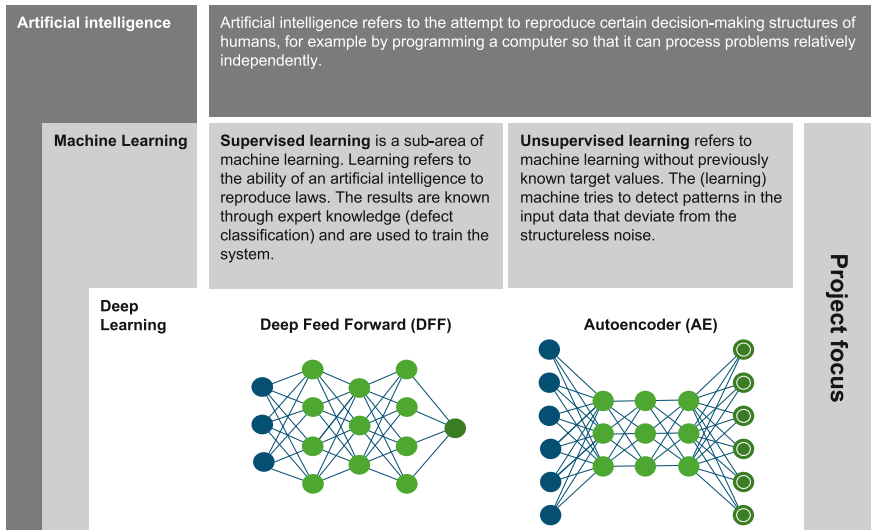 Artificial intelligence
Artificial intelligence refers to the attempt to reproduce certain decision-making structures of
humans, for example by programming a computer so that it can process problems relatively
independently.
Machine Learning
Supervised learning is a sub-area of
machine learning. Learning refers to
the ability of an artificial intelligence to
reproduce laws. The results are known
through expert knowledge (defect
classification) and are used to train the
system.
Unsupervised learning refers to
machine learning without previously
known target values. The (learning)
machine tries to detect patterns in the
input data that deviate from the
structureless noise.
Project focus
Deep
Learning
Deep Feed Forward (DFF)
Autoencoder (AE)